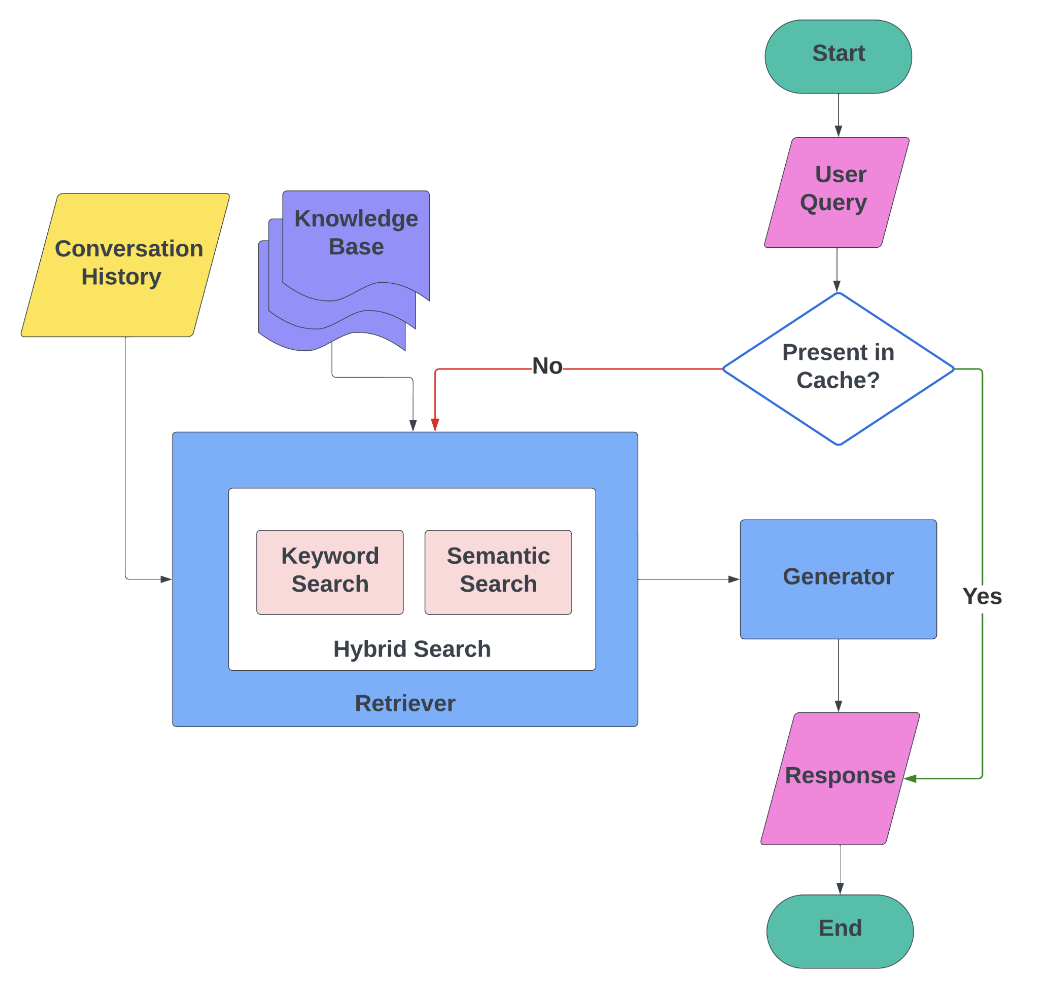 Start
User
Query
Conversation
History
Knowledge
Base
Present in
Cache?
No
Keyword
Search
Semantic
Search
Hybrid Search
Retriever
Generator
Yes
Response
End